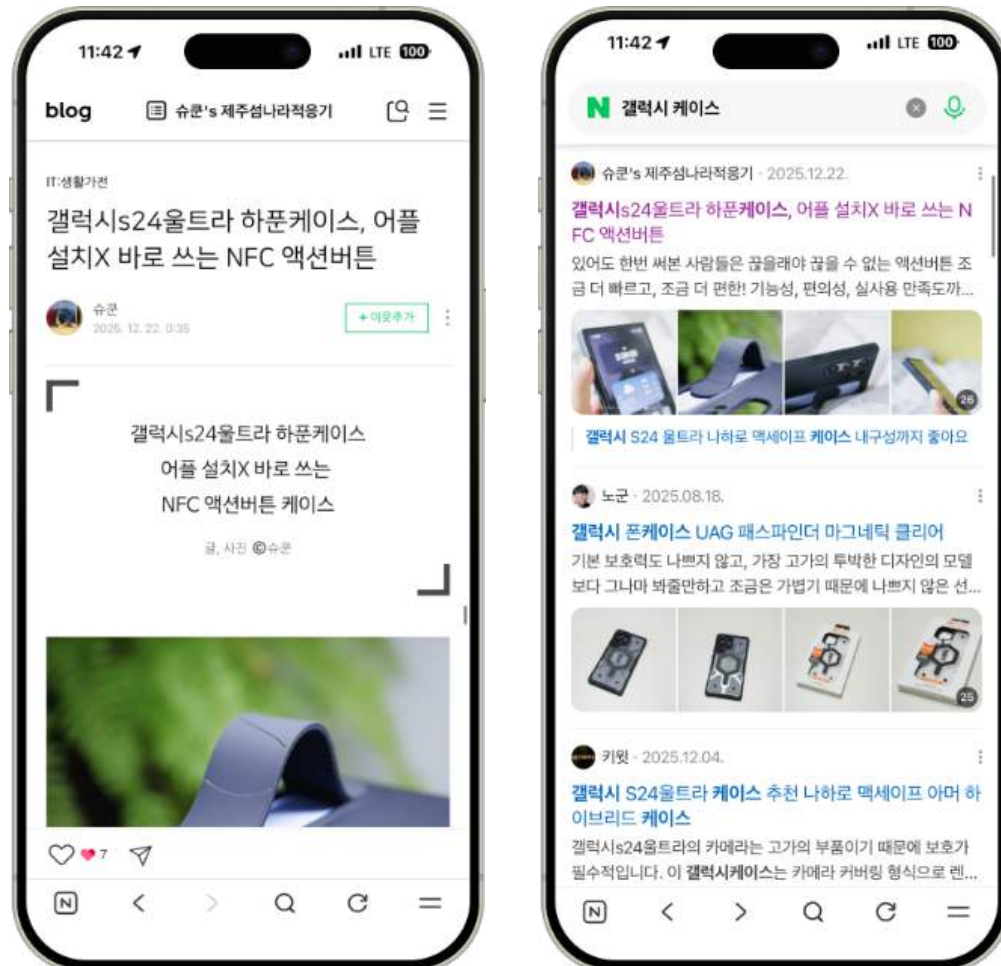 11:42
LTE 100
blog
슈쿤's 제주섬나라적응기
IT:생활가전
갤럭시s24울트라 하푼케이스, 어플
설치X 바로 쓰는 NFC 액션버튼
슈쿤
2025. 12. 22. 0:35
+이웃추가
갤럭시s24울트라 하푼케이스
어플 설치X 바로 쓰는
NFC 액션버튼 케이스
글, 사진 ©슈쿤
7
N
11:42
LTE 100
N 갤럭시 케이스
슈쿤's 제주섬나라적응기 · 2025.12.22.
갤럭시s24울트라 하푼케이스, 어플 설치X 바로 쓰는 N
FC 액션버튼
있어도 한번 써본 사람들은 끊을래야 끊을 수 없는 액션버튼 조
금 더 빠르고, 조금 더 편한! 기능성, 편의성, 실사용 만족도까...
26
갤럭시 S24 울트라 나하로 맥세이프 케이스 내구성까지 좋아요
노군 · 2025.08.18.
갤럭시 폰케이스 UAG 패스파인더 마그네틱 클리어
기본 보호력도 나쁘지 않고, 가장 고가의 투박한 디자인의 모델
보다 그나마 봐줄만하고 조금은 가볍기 때문에 나쁘지 않은 선...
25
키윗 · 2025.12.04.
갤럭시 S24울트라 케이스 추천 나하로 맥세이프 아머 하
이브리드 케이스
갤럭시s24울트라의 카메라는 고가의 부품이기 때문에 보호가
필수적입니다. 이 갤럭시케이스는 카메라 커버링 형식으로 렌...
N